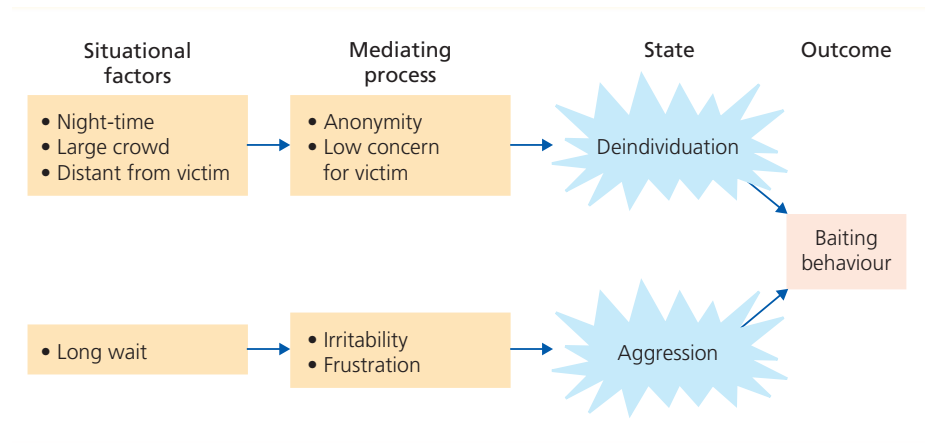 Situational
factors
Mediating
process
State
Outcome
• Night-time
• Large crowd
• Distant from victim
• Anonymity
• Low concern
for victim
Deindividuation
Baiting
behaviour
• Long wait
• Irritability
• Frustration
Aggression